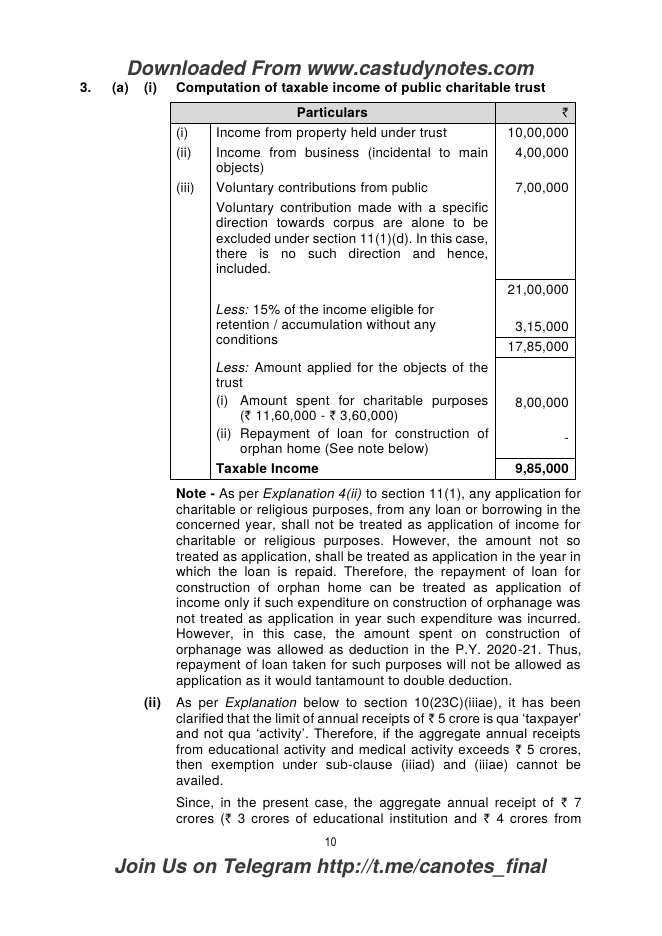 Downloaded From www.castudynotes.com
3. (a) (i) Computation of taxable income of public charitable trust
Particulars ₹
(i) Income from property held under trust 10,00,000
(ii) Income from business (incidental to main 4,00,000
objects)
(iii) Voluntary contributions from public 7,00,000
Voluntary contribution made with a specific
direction towards corpus are alone to be
excluded under section 11(1)(d). In this case,
there is no such direction and hence,
included.
21,00,000
Less: 15% of the income eligible for
retention / accumulation without any 3,15,000
conditions
17,85,000
Less: Amount applied for the objects of the
trust
(i) Amount spent for charitable purposes 8,00,000
(₹ 11,60,000 - ₹ 3,60,000)
(ii) Repayment of loan for construction of -
orphan home (See note below)
Taxable Income 9,85,000
Note - As per Explanation 4(ii) to section 11(1), any application for
charitable or religious purposes, from any loan or borrowing in the
concerned year, shall not be treated as application of income for
charitable or religious purposes. However, the amount not so
treated as application, shall be treated as application in the year in
which the loan is repaid. Therefore, the repayment of loan for
construction of orphan home can be treated as application of
income only if such expenditure on construction of orphanage was
not treated as application in year such expenditure was incurred.
However, in this case, the amount spent on construction of
orphanage was allowed as deduction in the P.Y. 2020-21. Thus,
repayment of loan taken for such purposes will not be allowed as
application as it would tantamount to double deduction.
(ii) As per Explanation below to section 10(23C)(iiiae), it has been
clarified that the limit of annual receipts of ₹ 5 crore is qua ‘taxpayer’
and not qua ‘activity’. Therefore, if the aggregate annual receipts
from educational activity and medical activity exceeds ₹ 5 crores,
then exemption under sub-clause (iiiad) and (iiiae) cannot be
availed.
Since, in the present case, the aggregate annual receipt of ₹ 7
crores (₹ 3 crores of educational institution and ₹ 4 crores from
10
Join Us on Telegram http://t.me/canotes_final